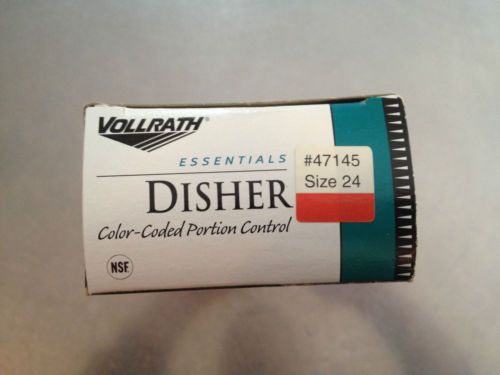 VOLLRATH®
ESSENTIALS
DISHER
Color-Coded Portion Control
NSF
#47145
Size 24